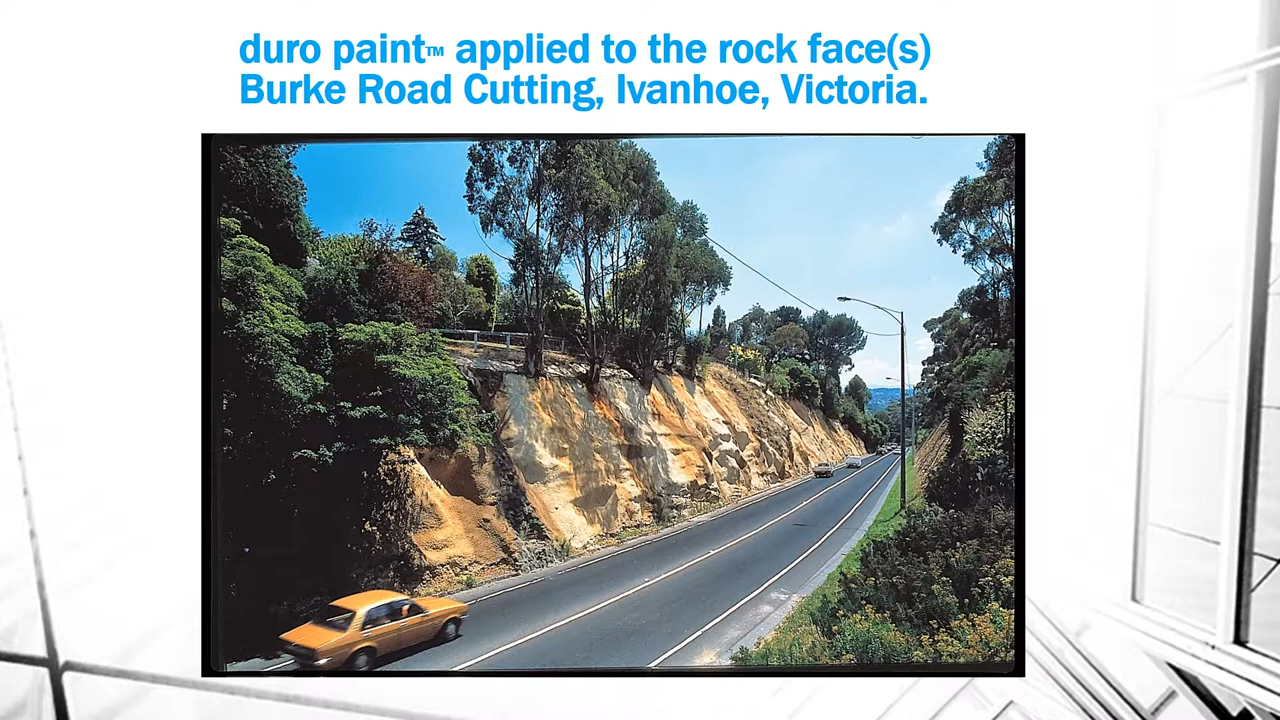 duro paint™ applied to the rock face(s)
Burke Road Cutting, Ivanhoe, Victoria.